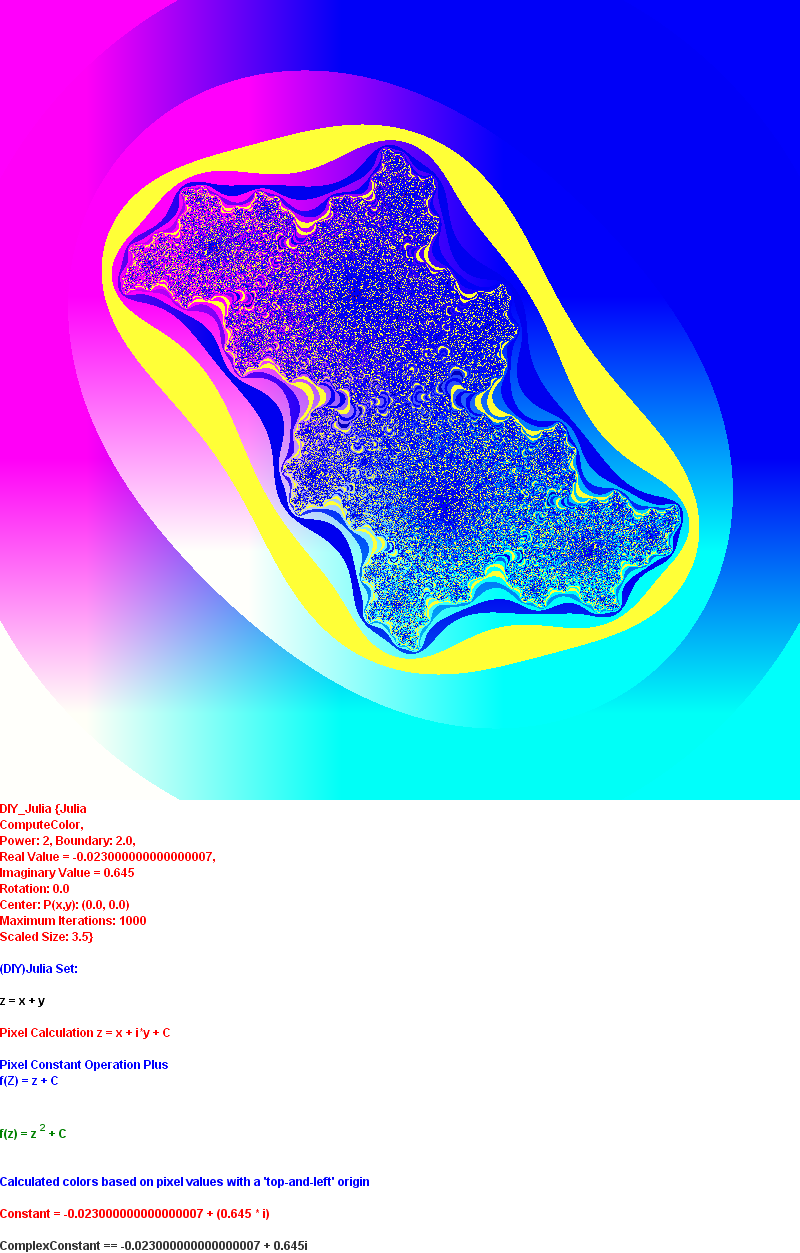 DIY_Julia {Julia
ComputeColor,
Power: 2, Boundary: 2.0,
Real Value = -0.023000000000000007,
Imaginary Value = 0.645
Rotation: 0.0
Center: P(x,y): (0.0, 0.0)
Maximum Iterations: 1000
Scaled Size: 3.5}
(DIY)Julia Set:
z = x + y
Pixel Calculation z = x + i*y + C
Pixel Constant Operation Plus
f(Z) = z + C
f(z) = z 2 + C
Calculated colors based on pixel values with a 'top-and-left' origin
Constant = -0.023000000000000007 + (0.645 * i)
ComplexConstant == -0.023000000000000007 + 0.645i